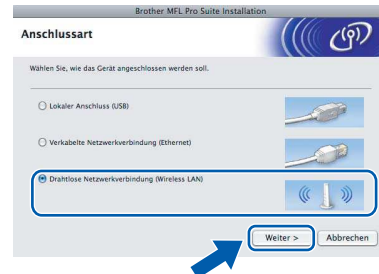 Brother MFL Pro Suite Installation
Anschlussart
Wählen Sie, wie das Gerät angeschlossen werden soll.
Lokaler Anschluss (USB)
Verkabelte Netzwerkverbindung (Ethernet)
Drahtlose Netzwerkverbindung (Wireless LAN)
Weiter >
Abbrechen